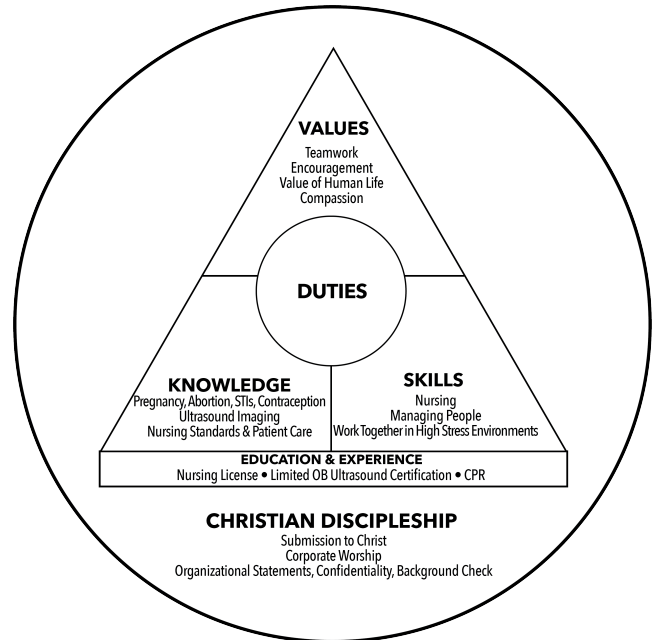 VALUES
Teamwork
Encouragement
Value of Human Life
Compassion
DUTIES
KNOWLEDGE
Pregnancy, Abortion, STIs, Contraception
Ultrasound Imaging
Nursing Standards & Patient Care
SKILLS
Nursing
Managing People
Work Together in High Stress Environments
EDUCATION & EXPERIENCE
Nursing License • Limited OB Ultrasound Certification • CPR
CHRISTIAN DISCIPLESHIP
Submission to Christ
Corporate Worship
Organizational Statements, Confidentiality, Background Check